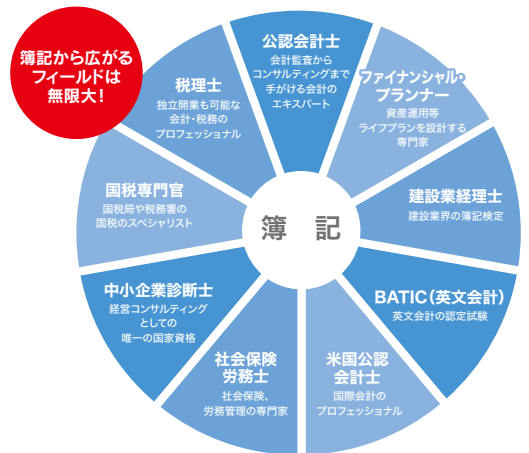 簿記から広がる
フィールドは
無限大！
公認会計士
会計監査から
コンサルティングまで
手がける会計の
エキスパート
ファイナンシャル・
プランナー
資産運用等
ライフプランを設計する
専門家
建設業経理士
建設業界の簿記検定
BATIC（英文会計）
英文会計の認定試験
米国公認
会計士
国際会計の
プロフェッショナル
社会保険
労務士
社会保険、
労務管理の専門家
中小企業診断士
経営コンサルティング
としての
唯一の国家資格
国税専門官
国税局や税務署の
国税のスペシャリスト
税理士
独立開業も可能な
会計・税務の
プロフェッショナル
簿 記